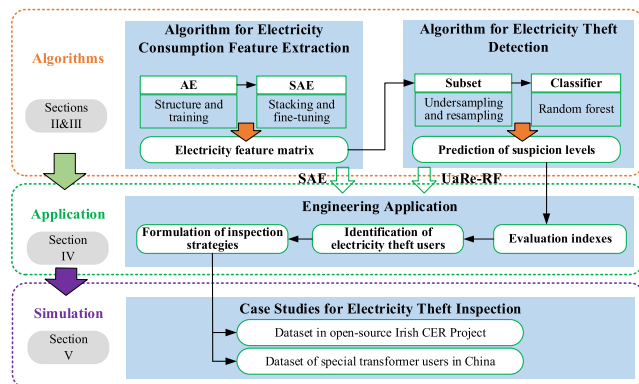 Algorithms
Sections
II&III
Algorithm for Electricity
Consumption Feature Extraction
AE
Structure and
training
SAE
Stacking and
fine-tuning
Electricity feature matrix
Algorithm for Electricity Theft
Detection
Subset
Undersampling
and resampling
Classifier
Random forest
Prediction of suspicion levels
SAE
UaRe-RF
Application
Section
IV
Engineering Application
Formulation of inspection
strategies
Identification of
electricity theft users
Evaluation indexes
Simulation
Section
V
Case Studies for Electricity Theft Inspection
Dataset in open-source Irish CER Project
Dataset of special transformer users in China